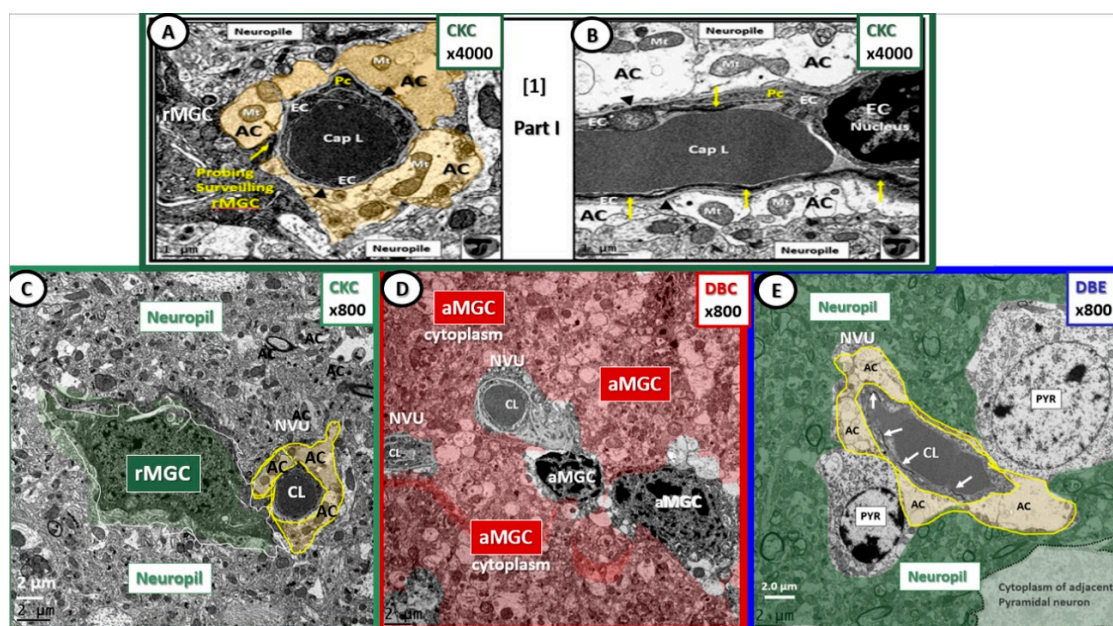 A
Neuropile
CKC
x4000
Pc
AC
Mt
EC
rMGC
Mt
AC
Cap L
Mt
Probing
Surveilling
rMGC
EC
AC
Neuropile
1 µm
[1]
Part I
B
Neuropile
CKC
x4000
Mt
AC
Mt
AC
Pc
EC
EC
EC
Nucleus
Cap L
EC
AC
Mt
Mt
AC
Neuropile
1 µm
C
CKC
x800
Neuropil
AC
AC
AC
AC
NVU
rMGC
AC
AC
CL
AC
Neuropil
2 µm
2 µm
D
DBC
x800
aMGC
cytoplasm
NVU
aMGC
CL
NVU
CL
aMGC
aMGC
aMGC
cytoplasm
2 µm
E
DBE
x800
Neuropil
NVU
AC
PYR
AC
CL
PYR
AC
AC
Neuropil
2.0 µm
2 µm
Cytoplasm of adjacent
Pyramidal neuron